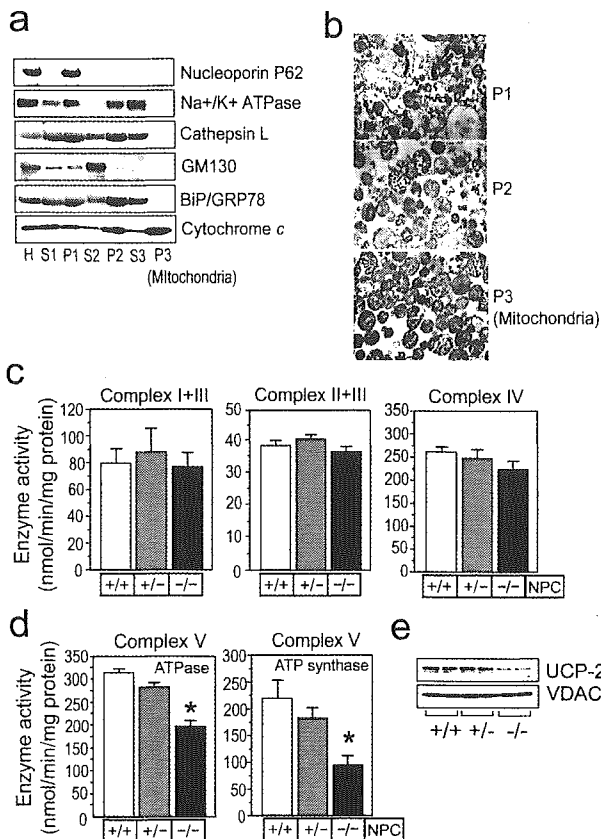 a
Nucleoporin P62
Na+/K+ ATPase
Cathepsin L
GM130
BiP/GRP78
Cytochrome c
H S1 P1 S2 P2 S3 P3
(Mitochondria)
b
P1
P2
P3
(Mitochondria)
c
Complex I+III
Complex II+III
Complex IV
Enzyme activity
(nmol/min/mg protein)
120
100
80
60
40
20
0
50
40
30
20
10
0
300
250
200
150
100
50
0
+/+ +/− −/−
+/+ +/− −/−
+/+ +/− −/− NPC
d
Complex V
Complex V
ATPase
ATP synthase
Enzyme activity
(nmol/min/mg protein)
350
300
250
200
150
100
50
0
300
250
200
150
100
50
0
*
*
+/+ +/− −/−
+/+ +/− −/− NPC
e
UCP-2
VDAC
+/+ +/- -/-